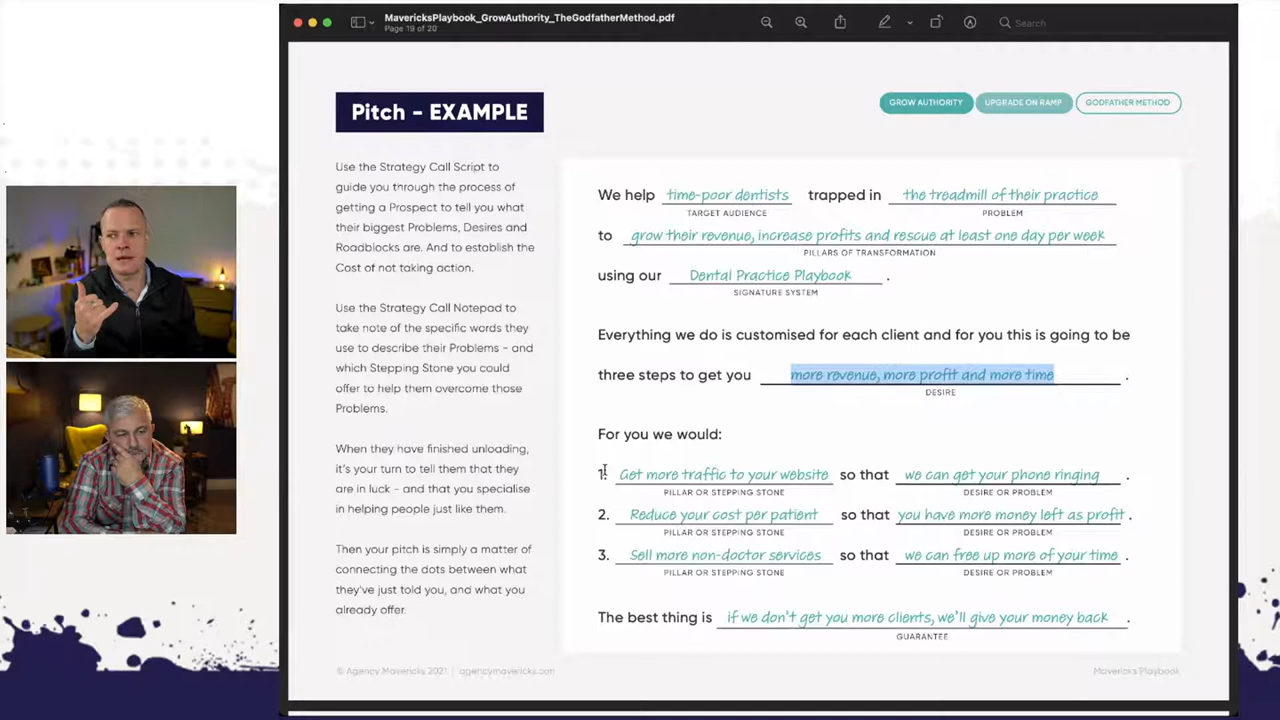 MavericksPlaybook_GrowAuthority_TheGodfatherMethod.pdf
Page 19 of 20
Search
Pitch - EXAMPLE
GROW AUTHORITY
UPGRADE ON RAMP
GODFATHER METHOD
Use the Strategy Call Script to
guide you through the process of
getting a Prospect to tell you what
their biggest Problems, Desires and
Roadblocks are. And to establish the
Cost of not taking action.
Use the Strategy Call Notepad to
take note of the specific words they
use to describe their Problems - and
which Stepping Stone you could
offer to help them overcome those
Problems.
When they have finished unloading,
it's your turn to tell them that they
are in luck - and that you specialise
in helping people just like them.
Then your pitch is simply a matter of
connecting the dots between what
they've just told you, and what you
already offer.
We help time-poor dentists trapped in the treadmill of their practice
TARGET AUDIENCE PROBLEM
to grow their revenue, increase profits and rescue at least one day per week
PILLARS OF TRANSFORMATION
using our Dental Practice Playbook .
SIGNATURE SYSTEM
Everything we do is customised for each client and for you this is going to be
three steps to get you more revenue, more profit and more time .
DESIRE
For you we would:
1. Get more traffic to your website so that we can get your phone ringing .
PILLAR OR STEPPING STONE DESIRE OR PROBLEM
2. Reduce your cost per patient so that you have more money left as profit .
PILLAR OR STEPPING STONE DESIRE OR PROBLEM
3. Sell more non-doctor services so that we can free up more of your time .
PILLAR OR STEPPING STONE DESIRE OR PROBLEM
The best thing is if we don't get you more clients, we'll give your money back .
GUARANTEE
© Agency Mavericks 2021 | agencymavericks.com
Mavericks Playbook